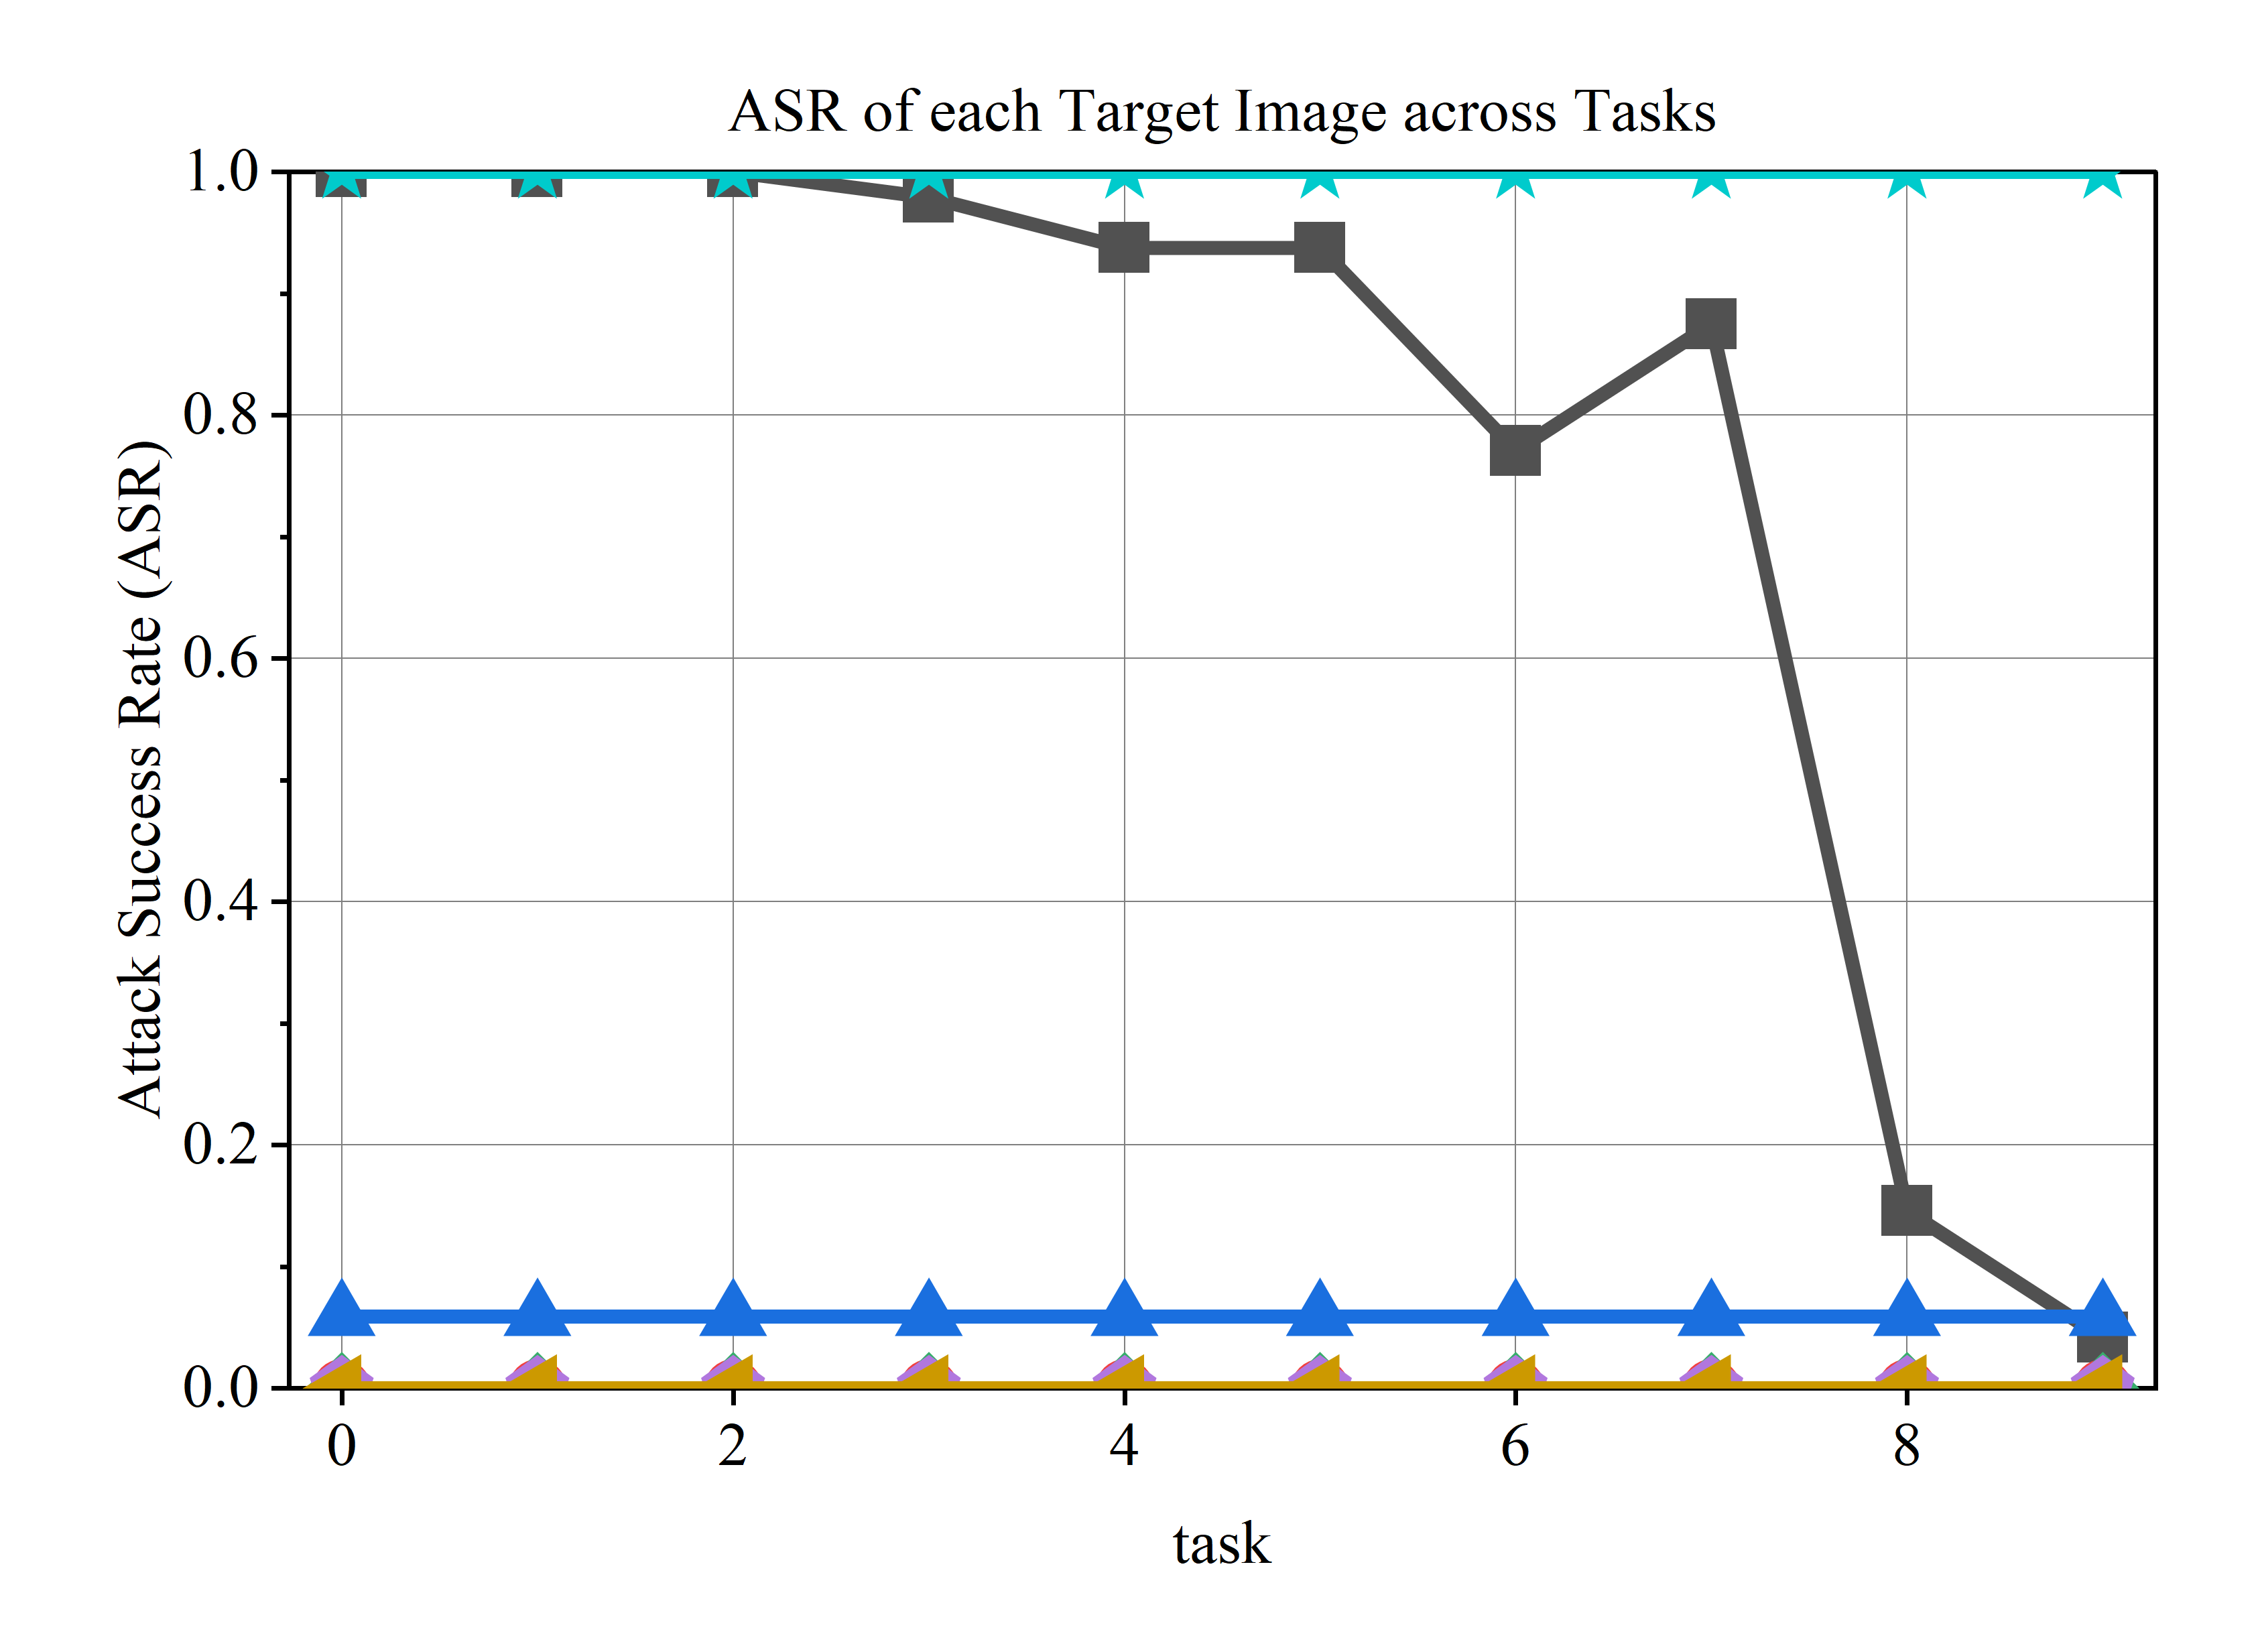 ASR of each Target Image across Tasks
1.0
0.8
0.6
0.4
0.2
0.0
Attack Success Rate (ASR)
0 2 4 6 8
task